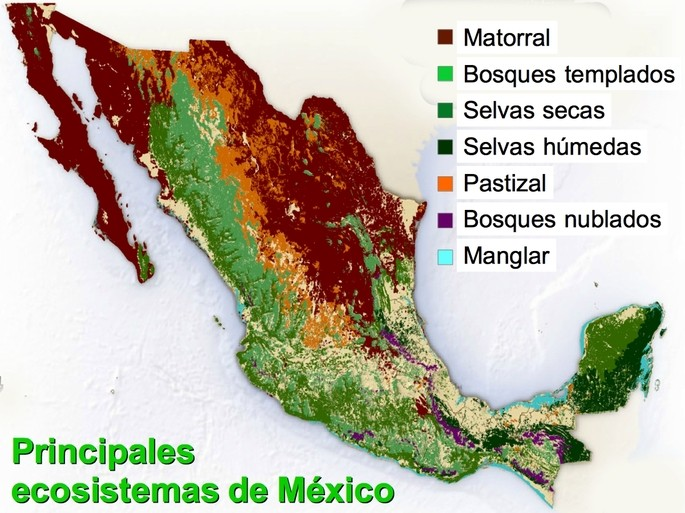 Matorral
Bosques templados
Selvas secas
Selvas húmedas
Pastizal
Bosques nublados
Manglar
Principales
ecosistemas de México